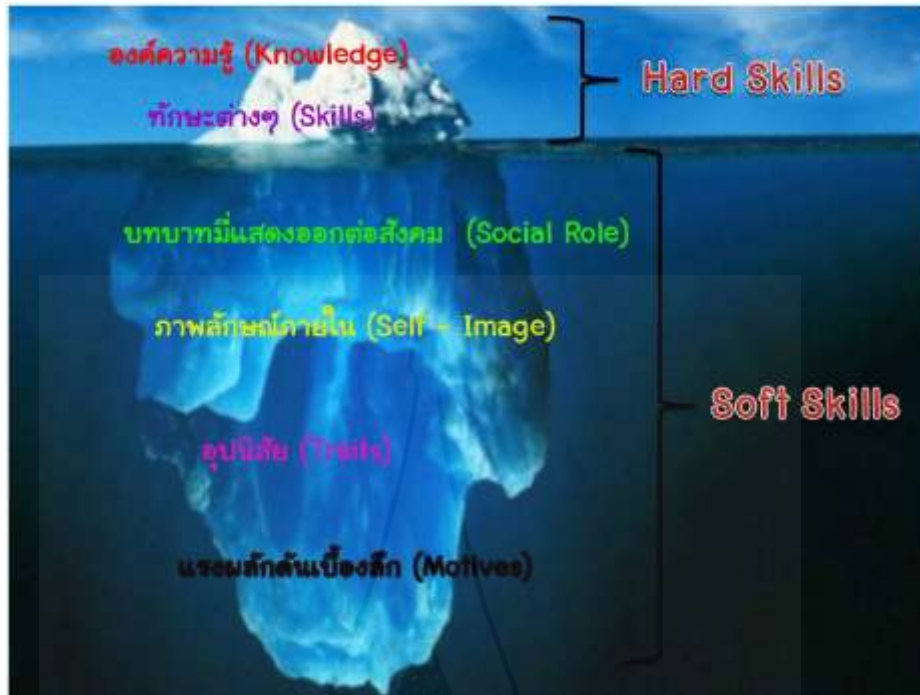 องค์ความรู้ (Knowledge)
Hard Skills
ทักษะต่างๆ (Skills)
บทบาทมี่แสดงออกต่อสังคม (Social Role)
ภาพลักษณ์ภายใน (Self - Image)
Soft Skills
อุปนิสัย (Traits)
แรงผลักดันเบื้องลึก (Motives)